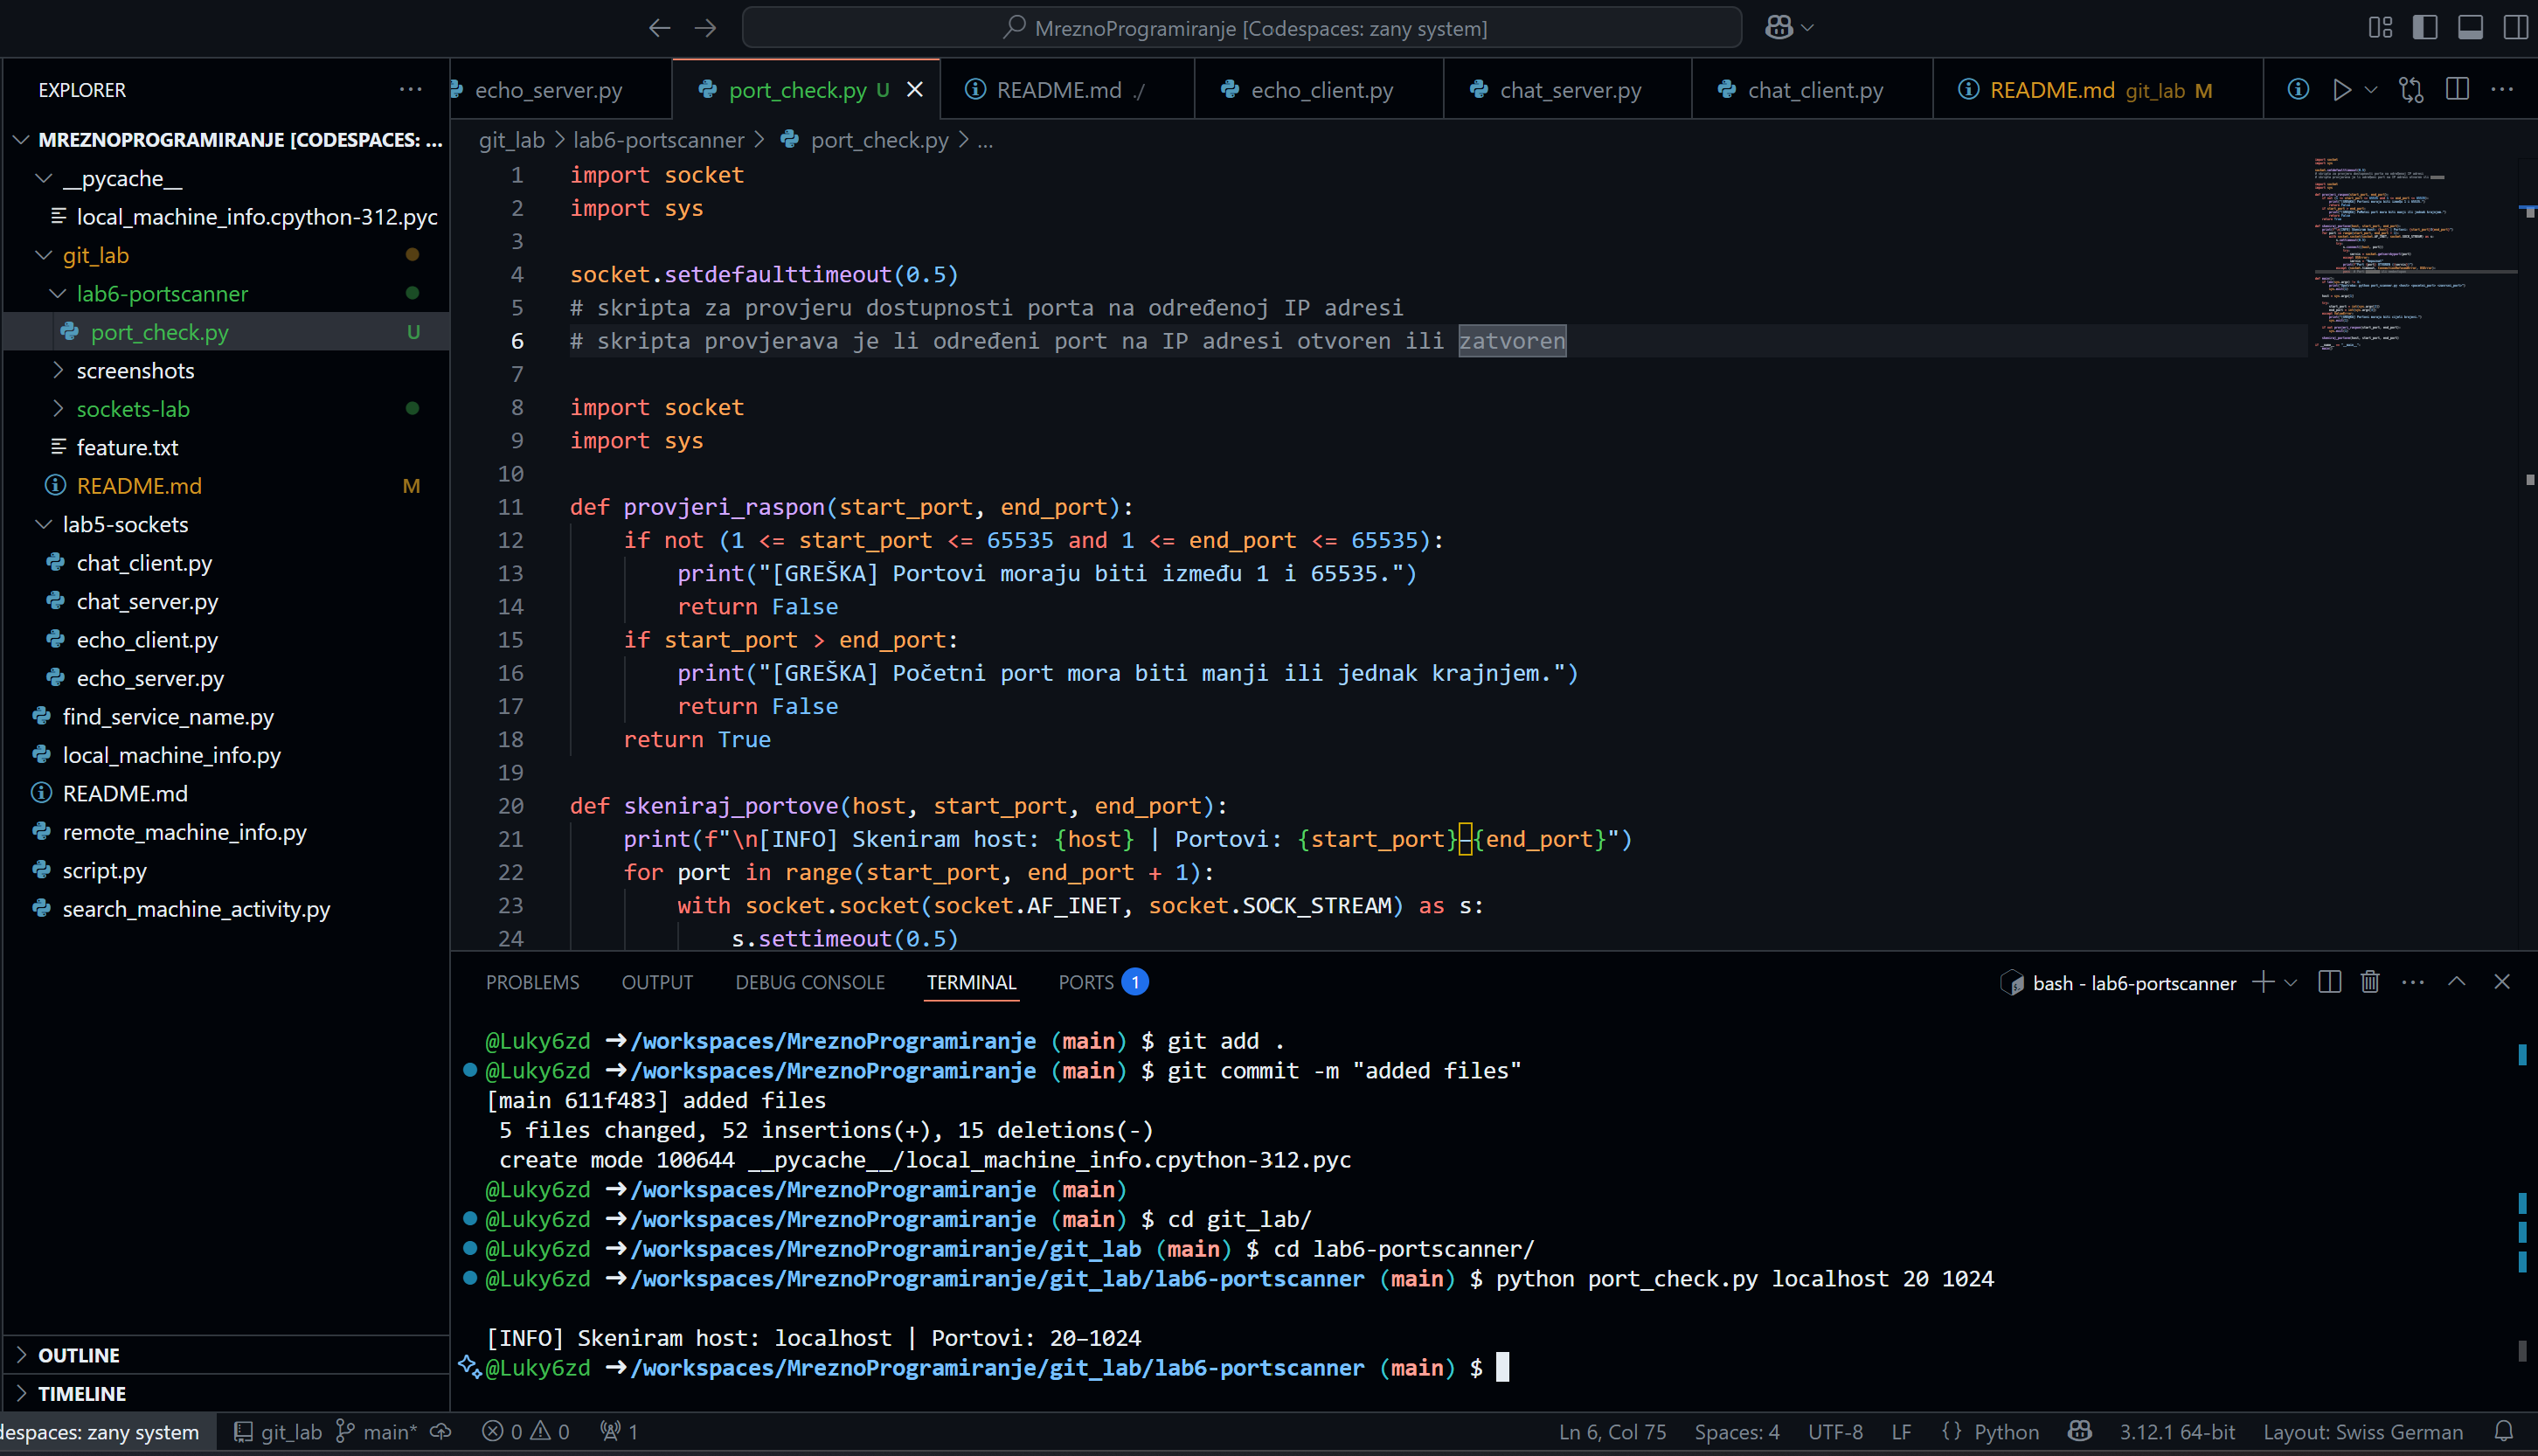 MreznoProgramiranje [Codespaces: zany system]
EXPLORER
MREZNOPROGRAMIRANJE [CODESPACES: ...
__pycache__
local_machine_info.cpython-312.pyc
git_lab
lab6-portscanner
port_check.py U
screenshots
sockets-lab
feature.txt
README.md M
lab5-sockets
chat_client.py
chat_server.py
echo_client.py
echo_server.py
find_service_name.py
local_machine_info.py
README.md
remote_machine_info.py
script.py
search_machine_activity.py
OUTLINE
TIMELINE
echo_server.py port_check.py U README.md ./ echo_client.py chat_server.py chat_client.py README.md git_lab M
git_lab > lab6-portscanner > port_check.py > ...
1 import socket
2 import sys
3
4 socket.setdefaulttimeout(0.5)
5 # skripta za provjeru dostupnosti porta na određenoj IP adresi
6 # skripta provjerava je li određeni port na IP adresi otvoren ili zatvoren
7
8 import socket
9 import sys
10
11 def provjeri_raspon(start_port, end_port):
12 if not (1 <= start_port <= 65535 and 1 <= end_port <= 65535):
13 print("[GREŠKA] Portovi moraju biti između 1 i 65535.")
14 return False
15 if start_port > end_port:
16 print("[GREŠKA] Početni port mora biti manji ili jednak krajnjem.")
17 return False
18 return True
19
20 def skeniraj_portove(host, start_port, end_port):
21 print(f"\n[INFO] Skeniram host: {host} | Portovi: {start_port}–{end_port}")
22 for port in range(start_port, end_port + 1):
23 with socket.socket(socket.AF_INET, socket.SOCK_STREAM) as s:
24 s.settimeout(0.5)
PROBLEMS OUTPUT DEBUG CONSOLE TERMINAL PORTS 1
bash - lab6-portscanner
@Luky6zd ➜/workspaces/MreznoProgramiranje (main) $ git add .
@Luky6zd ➜/workspaces/MreznoProgramiranje (main) $ git commit -m "added files"
[main 611f483] added files
5 files changed, 52 insertions(+), 15 deletions(-)
create mode 100644 __pycache__/local_machine_info.cpython-312.pyc
@Luky6zd ➜/workspaces/MreznoProgramiranje (main)
@Luky6zd ➜/workspaces/MreznoProgramiranje (main) $ cd git_lab/
@Luky6zd ➜/workspaces/MreznoProgramiranje/git_lab (main) $ cd lab6-portscanner/
@Luky6zd ➜/workspaces/MreznoProgramiranje/git_lab/lab6-portscanner (main) $ python port_check.py localhost 20 1024
[INFO] Skeniram host: localhost | Portovi: 20–1024
@Luky6zd ➜/workspaces/MreznoProgramiranje/git_lab/lab6-portscanner (main) $
despaces: zany system git_lab main* 0 0 1 Ln 6, Col 75 Spaces: 4 UTF-8 LF {} Python 3.12.1 64-bit Layout: Swiss German